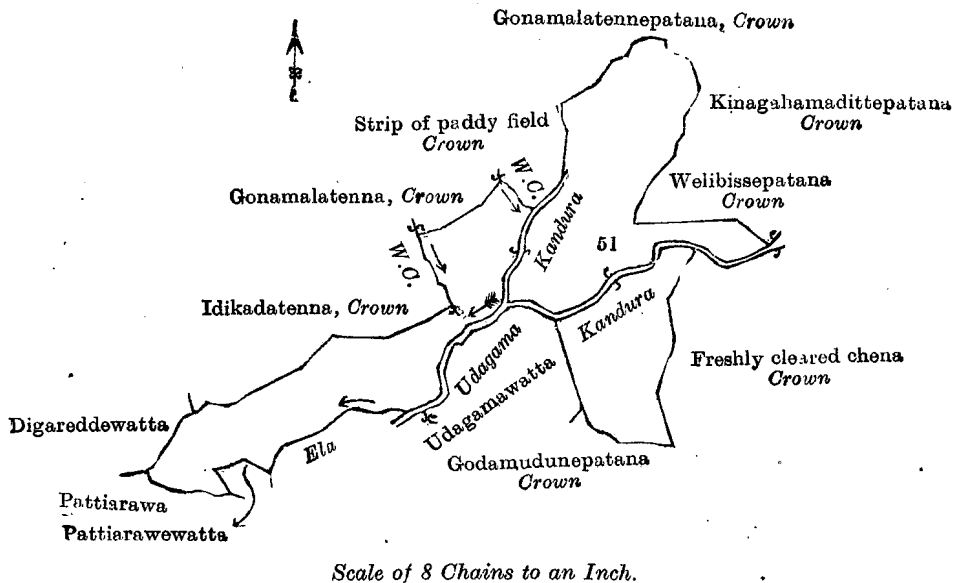 Gonamalatennepatana, Crown
Kinagahamadittepatana
Crown
Strip of paddy field
Crown
W.C.
Welibissepatana
Crown
Gonamalatenna, Crown
Kandura
51
W.C.
Idikadatenna, Crown
Kandura
Udagama
Freshly cleared chena
Crown
Udagamawatta
Digareddewatta
Ela
Godamudunepatana
Crown
Pattiarawa
Pattiarawewatta
Scale of 8 Chains to an Inch.